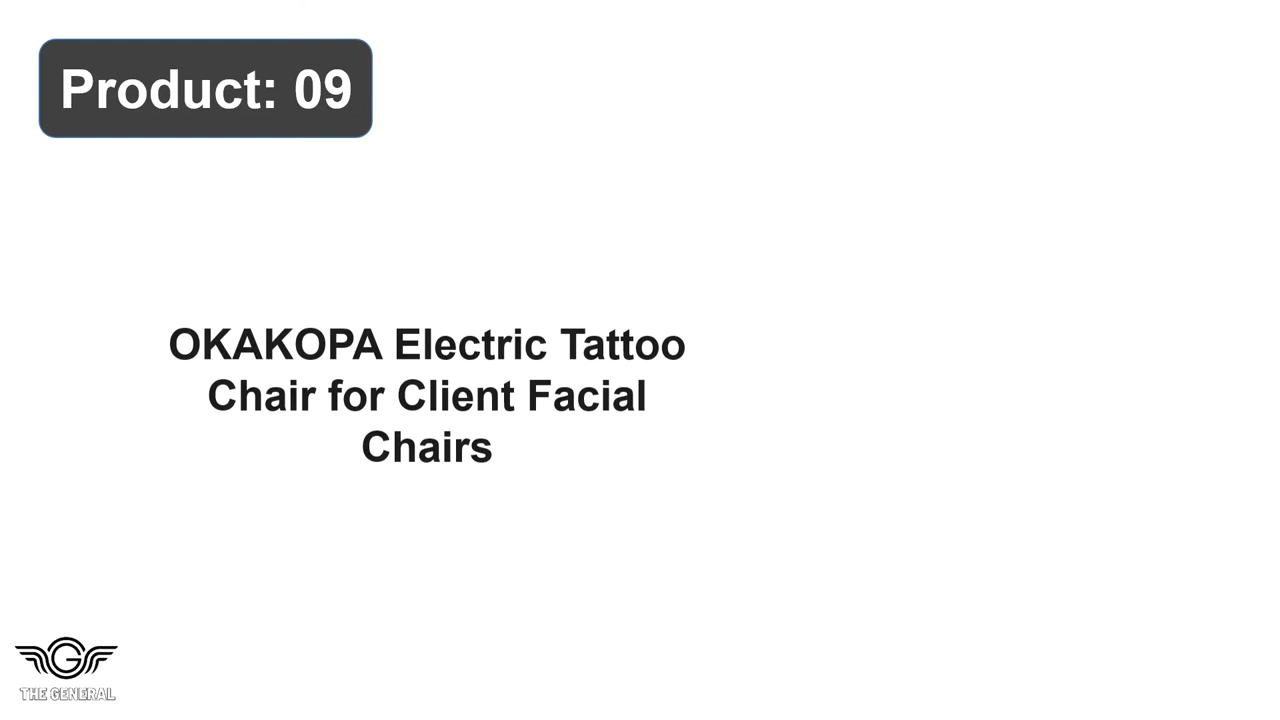 Product: 09
OKAKOPA Electric Tattoo
Chair for Client Facial
Chairs
G
THE GENERAL